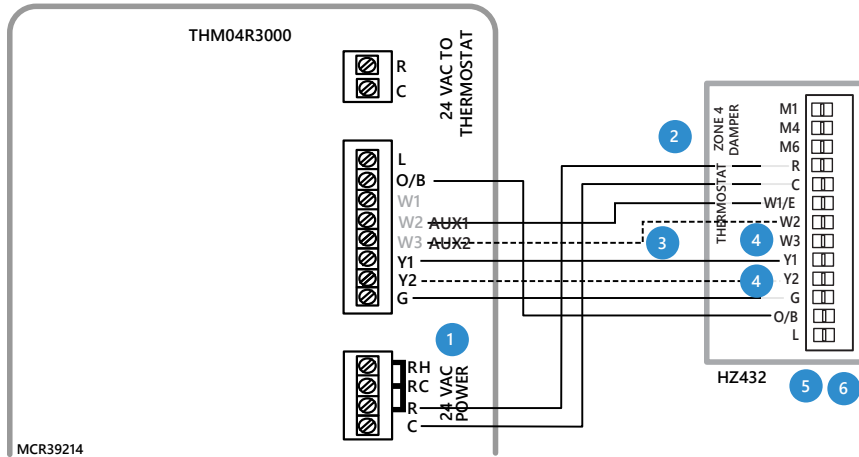 THM04R3000
R
C
24 VAC TO
THERMOSTAT
L
O/B
W1
W2 AUX1
W3 AUX2
Y1
Y2
G
1
RH
RC
R
C
24 VAC
POWER
MCR39214
2
3
ZONE 4
DAMPER
THERMOSTAT
M1
M4
M6
R
C
W1/E
W2
4
W3
Y1
4
Y2
G
O/B
L
HZ432
5
6